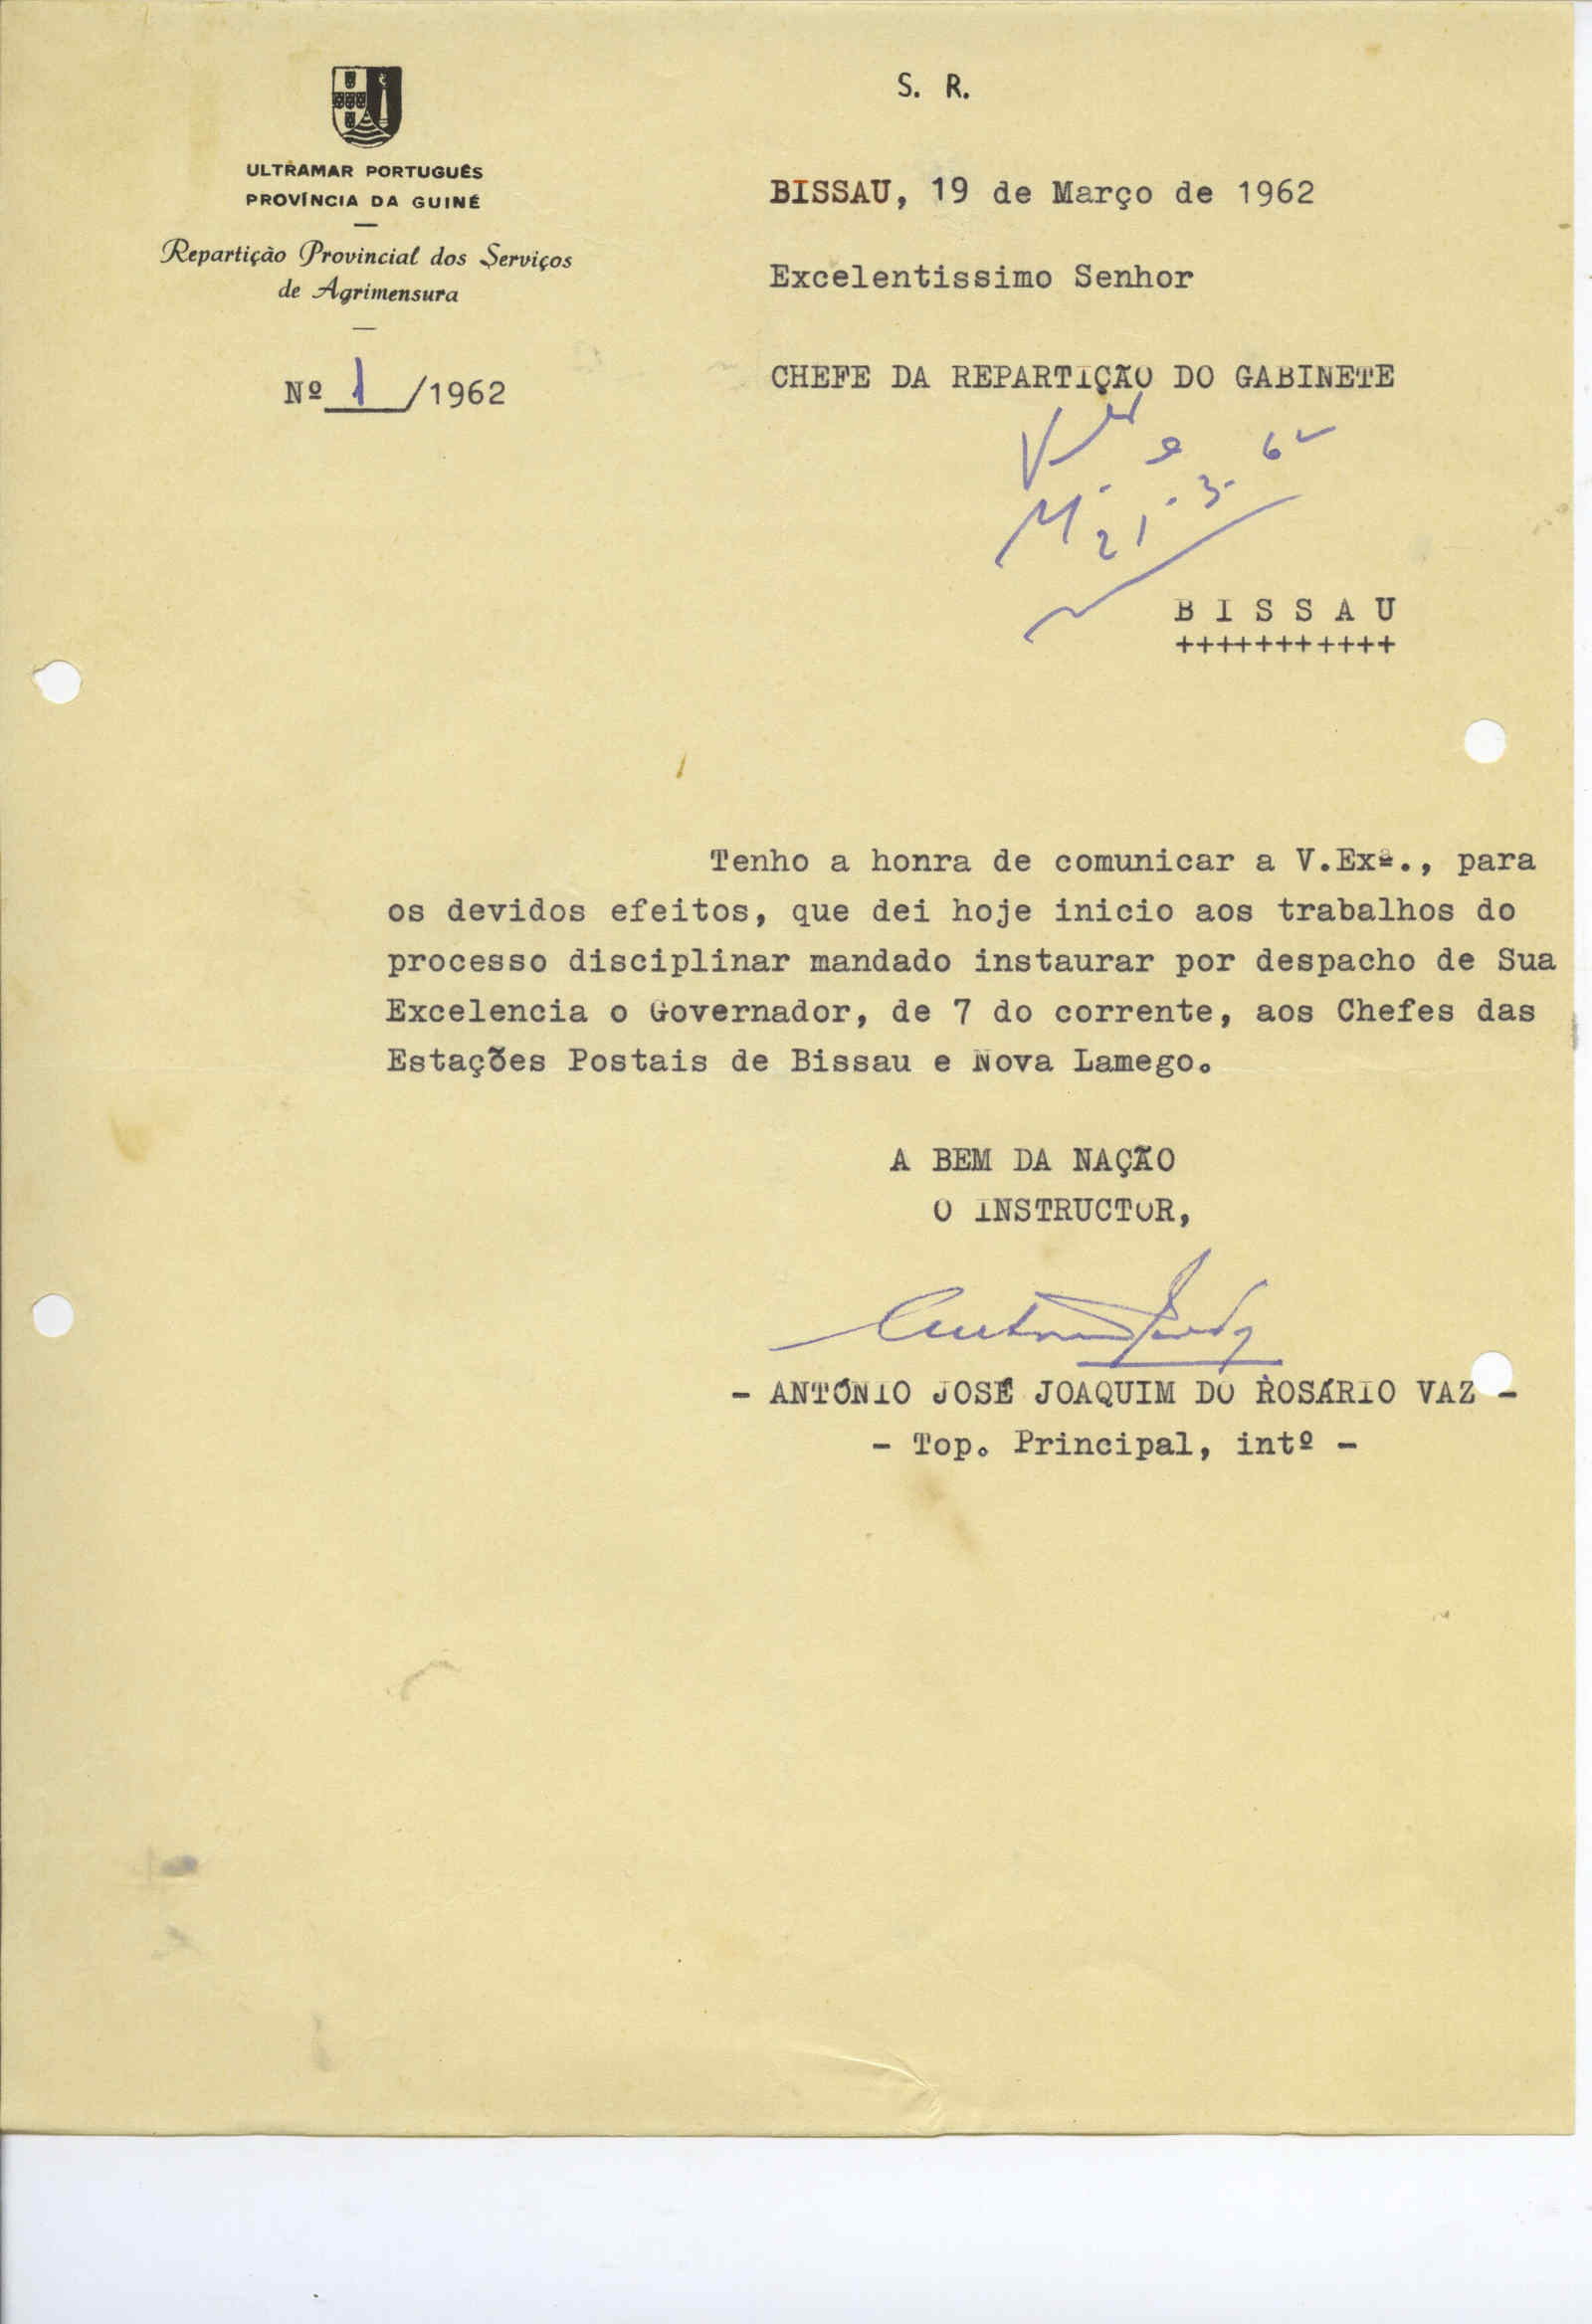 S. R.
ULTRAMAR PORTUGUÊS
PROVÍNCIA DA GUINÉ
Repartição Provincial dos Serviços
de Agrimensura
Nº 1 /1962
BISSAU, 19 de Março de 1962
Excelentissimo Senhor
CHEFE DA REPARTIÇÃO DO GABINETE
21.3.62
B I S S A U
+++++++++++
Tenho a honra de comunicar a V.Exª., para
os devidos efeitos, que dei hoje inicio aos trabalhos do
processo disciplinar mandado instaurar por despacho de Sua
Excelencia o Governador, de 7 do corrente, aos Chefes das
Estações Postais de Bissau e Nova Lamego.
A BEM DA NAÇÃO
O INSTRUCTOR,
- ANTÓNIO JOSÉ JOAQUIM DO ROSÁRIO VAZ -
- Top. Principal, intº -